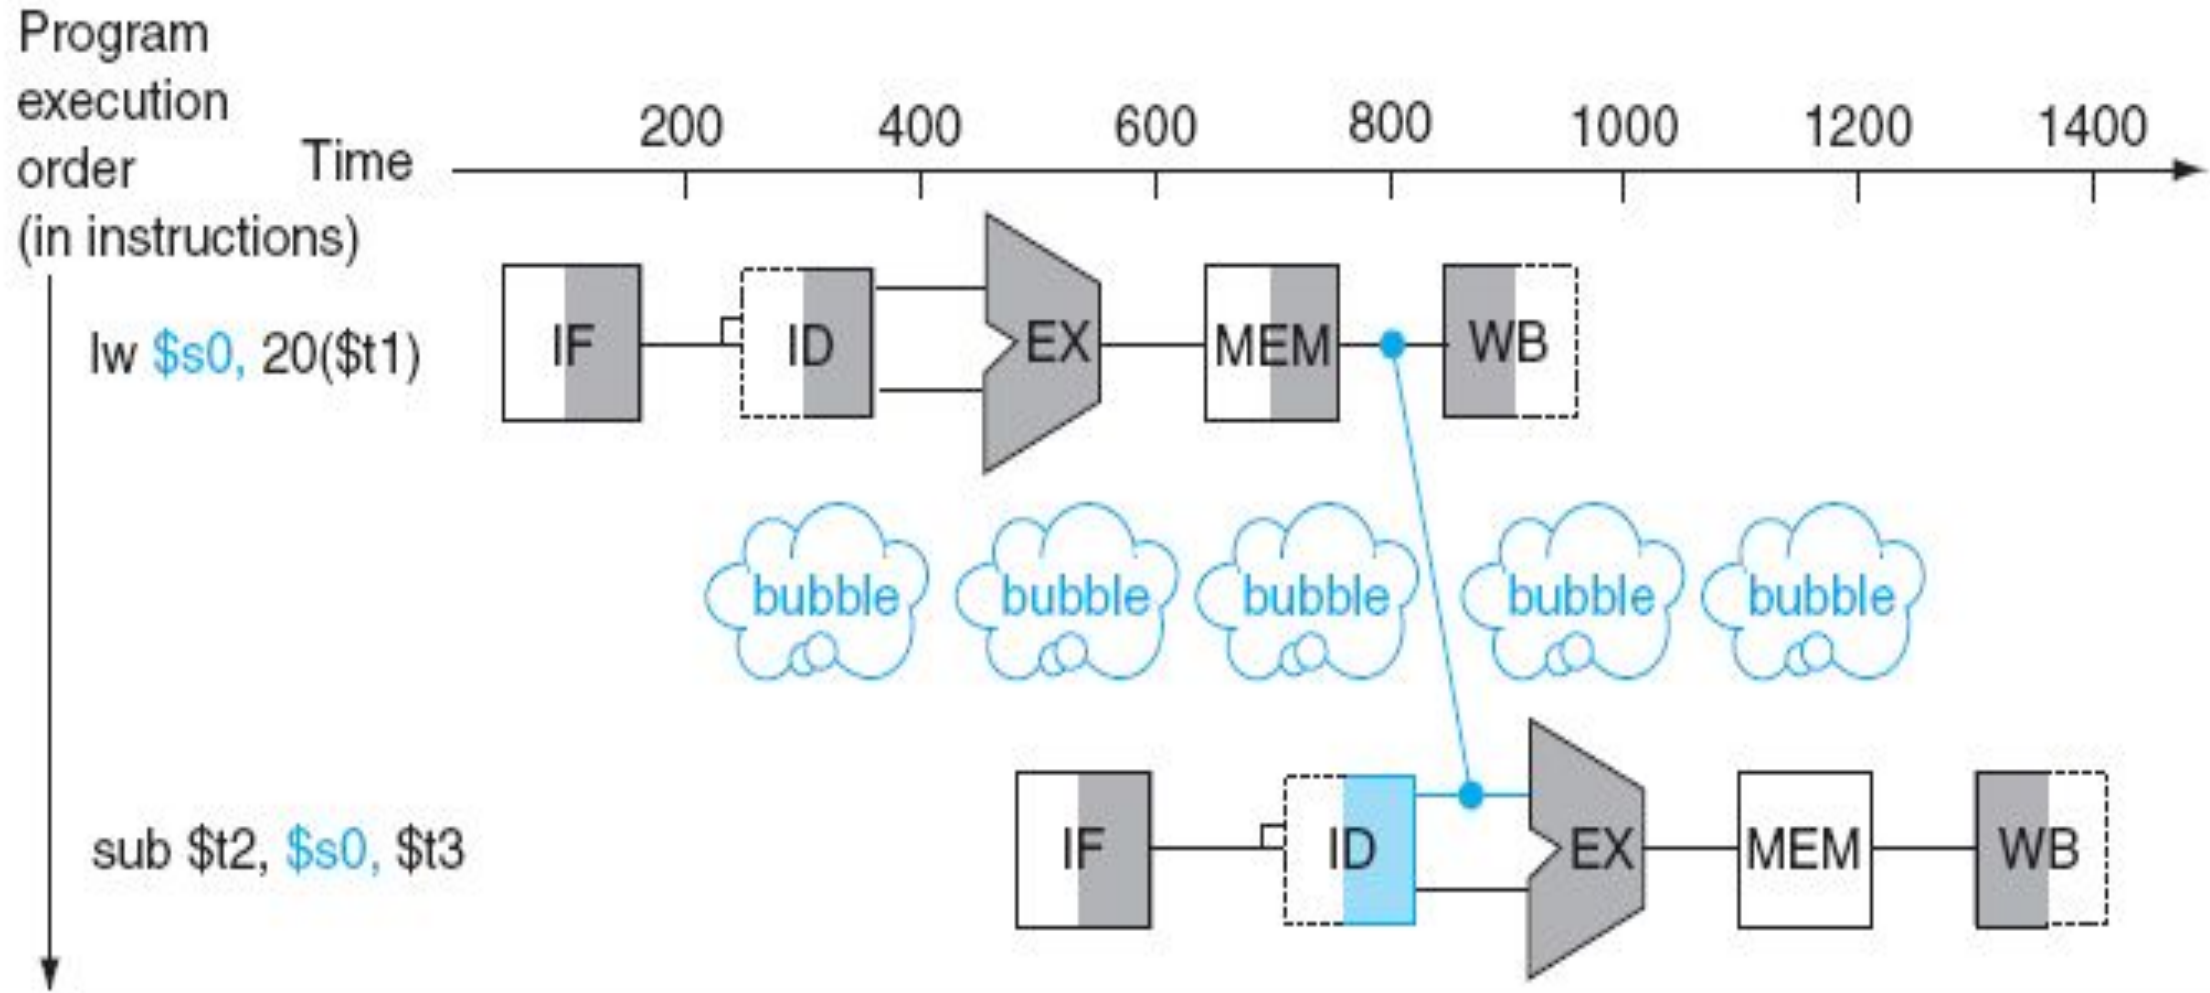 Program
execution
order
(in instructions)
Time
200 400 600 800 1000 1200 1400
lw $s0, 20($t1)
IF ID EX MEM WB
bubble bubble bubble bubble bubble
sub $t2, $s0, $t3
IF ID EX MEM WB